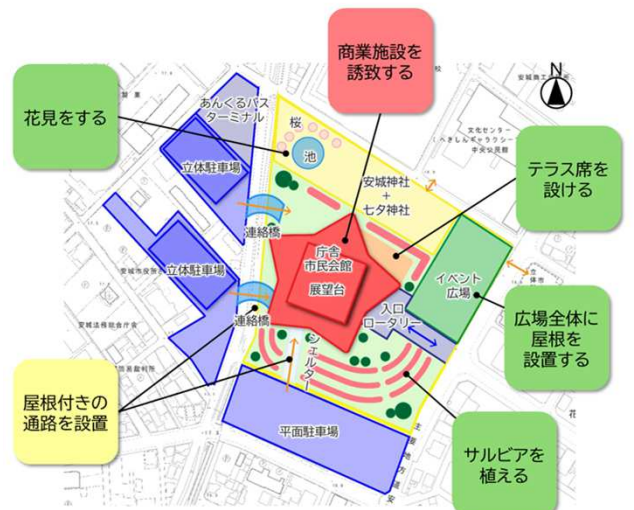 商業施設を
誘致する
N
花見をする
あんくるバス
ターミナル
桜
池
立体駐車場
安城神社
+
七夕神社
文化センター
中央公民館
テラス席を
設ける
連絡橋
庁舎
市民会館
展望台
イベント
広場
立体駐車場
連絡橋
入口
ロータリー
シェルター
広場全体に
屋根を
設置する
屋根付きの
通路を設置
平面駐車場
サルビアを
植える